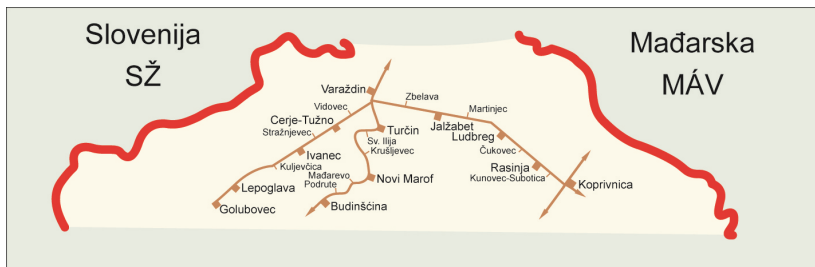 Slovenija
SŽ
Mađarska
MÁV
Varaždin
Zbelava
Vidovec
Martinjec
Cerje-Tužno
Jalžabet
Turčin
Stražnjevec
Ludbreg
Sv. Ilija
Krušljevec
Čukovec
Ivanec
Kuljevčica
Rasinja
Mađarevo
Kunovec-Subotica
Novi Marof
Koprivnica
Podrute
Lepoglava
Golubovec
Budinšćina